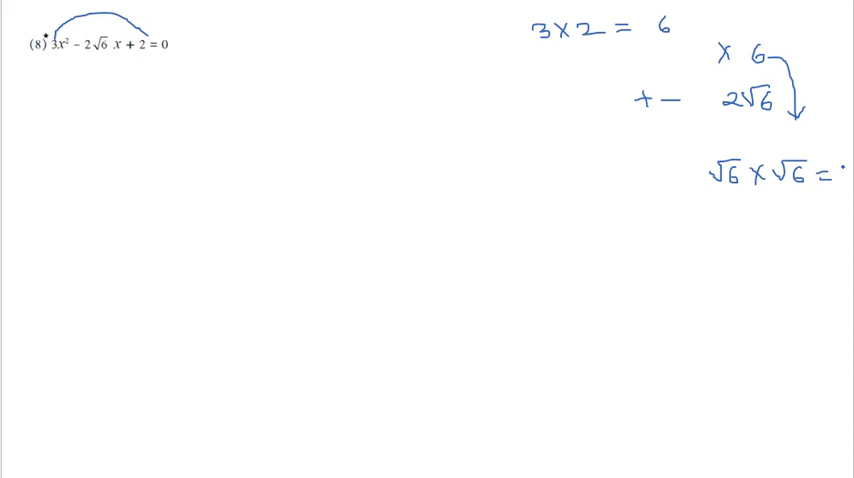 3 × 2 = 6
(8)* 3x² − 2√6 x + 2 = 0
× 6
+ − 2√6
√6 × √6 =